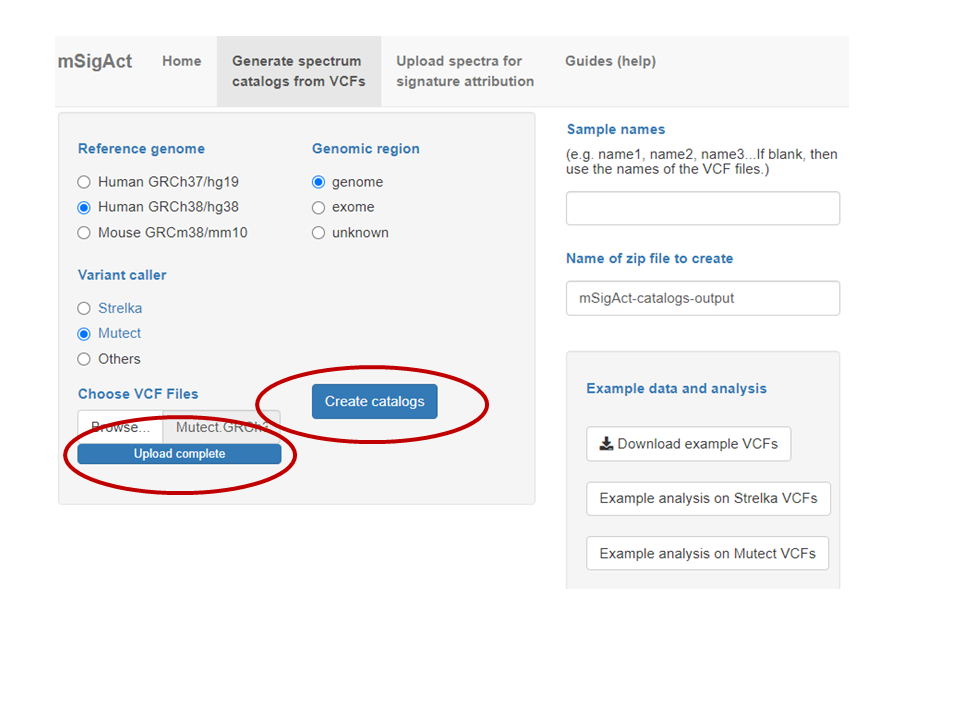 mSigAct
Home
Generate spectrum
catalogs from VCFs
Upload spectra for
signature attribution
Guides (help)
Reference genome
Human GRCh37/hg19
Human GRCh38/hg38
Mouse GRCm38/mm10
Genomic region
genome
exome
unknown
Variant caller
Strelka
Mutect
Others
Choose VCF Files
Browse...
Mutect.GRCh3
Upload complete
Create catalogs
Sample names
(e.g. name1, name2, name3...If blank, then
use the names of the VCF files.)
Name of zip file to create
mSigAct-catalogs-output
Example data and analysis
Download example VCFs
Example analysis on Strelka VCFs
Example analysis on Mutect VCFs